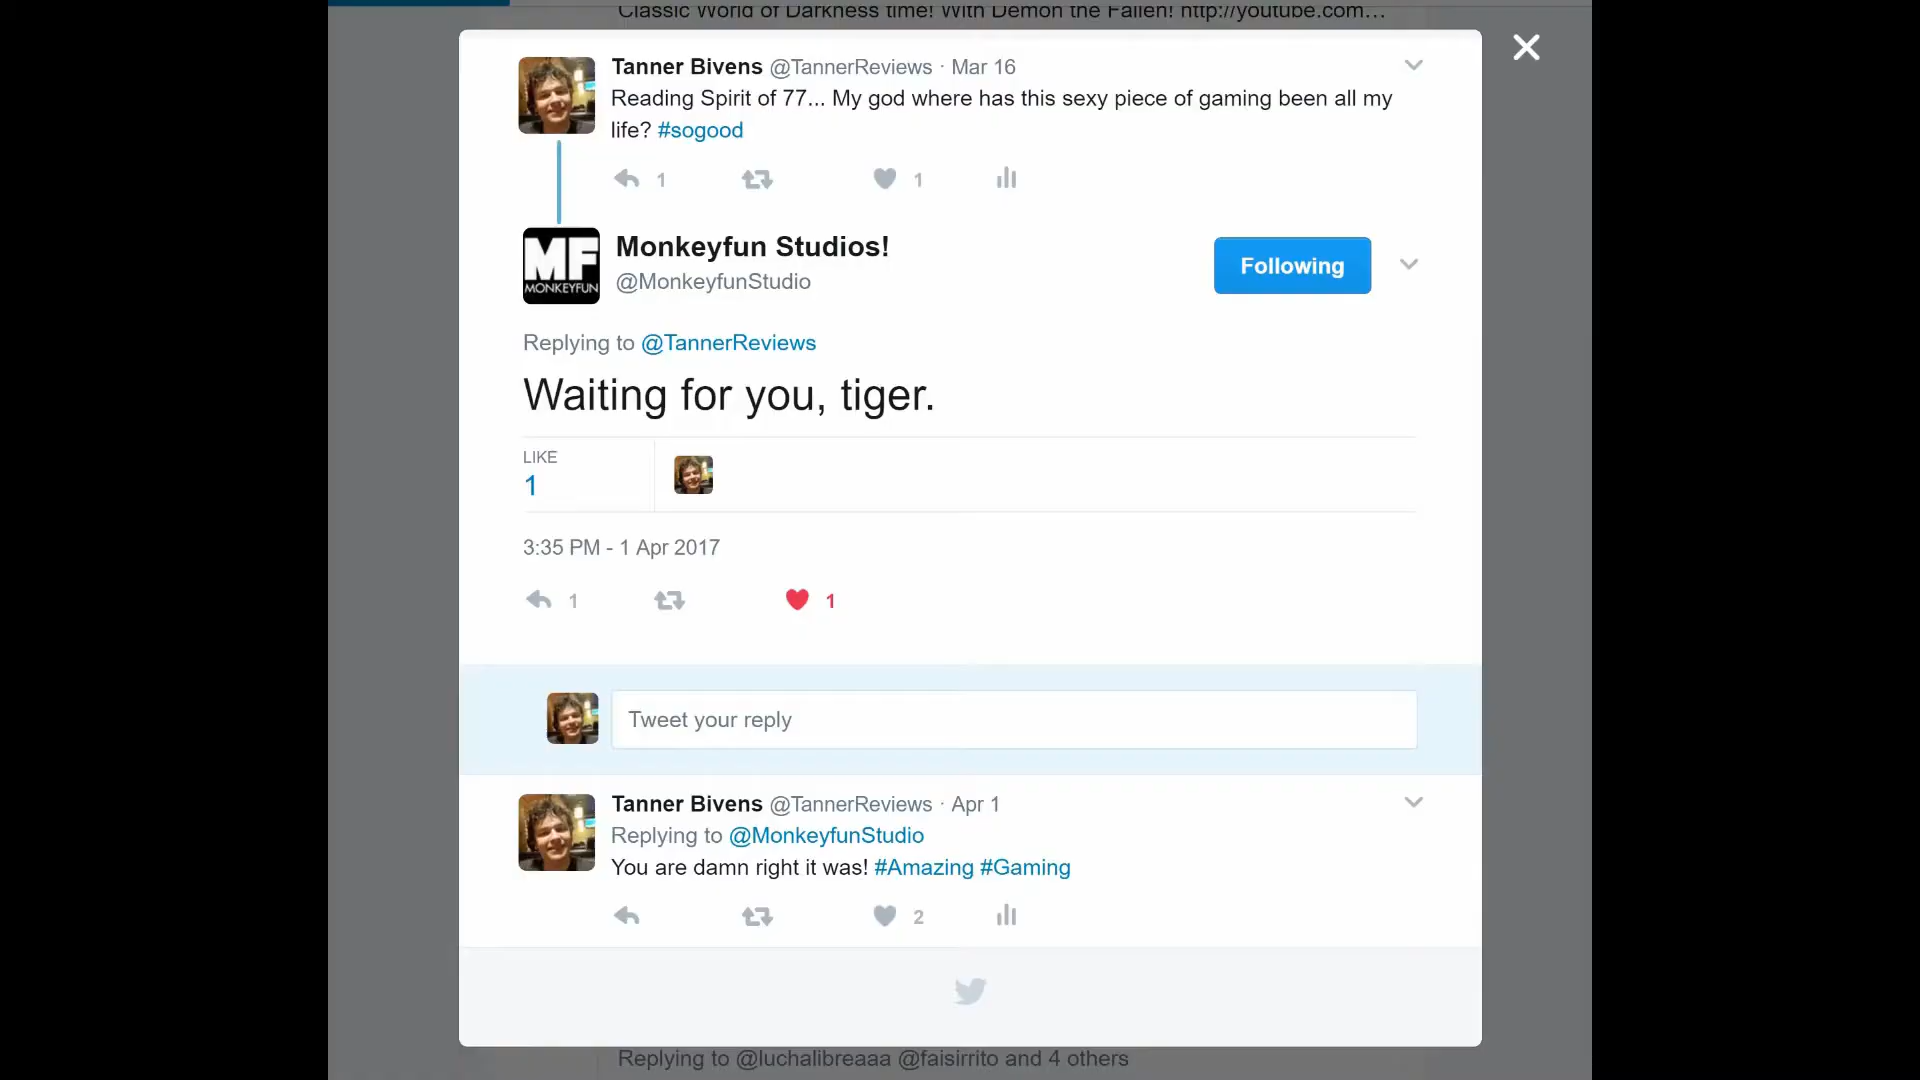 Classic World of Darkness time! With Demon the Fallen! http://youtube.com...
Tanner Bivens @TannerReviews · Mar 16
Reading Spirit of 77... My god where has this sexy piece of gaming been all my
life? #sogood
1 1
MF
MONKEYFUN
Monkeyfun Studios!
@MonkeyfunStudio
Following
Replying to @TannerReviews
Waiting for you, tiger.
LIKE
1
3:35 PM - 1 Apr 2017
1 1
Tweet your reply
Tanner Bivens @TannerReviews · Apr 1
Replying to @MonkeyfunStudio
You are damn right it was! #Amazing #Gaming
2
Replying to @luchalibreaaa @faisirrito and 4 others